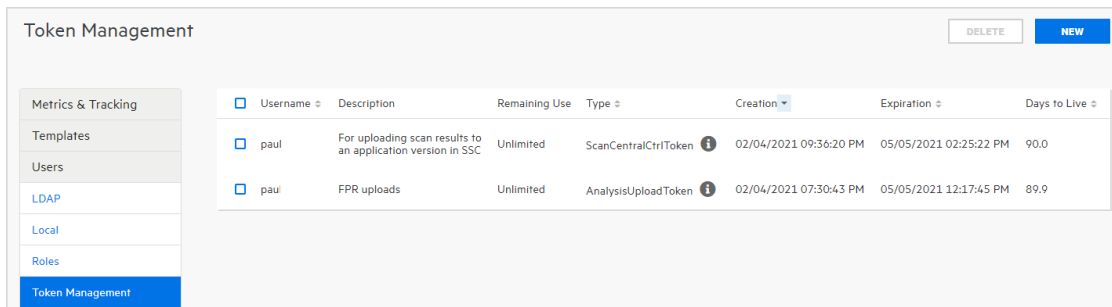 Token Management
DELETE
NEW
Metrics & Tracking
Templates
Users
LDAP
Local
Roles
Token Management
Username Description Remaining Use Type Creation Expiration Days to Live
paul For uploading scan results to an application version in SSC Unlimited ScanCentralCtrlToken 02/04/2021 09:36:20 PM 05/05/2021 02:25:22 PM 90.0
paul FPR uploads Unlimited AnalysisUploadToken 02/04/2021 07:30:43 PM 05/05/2021 12:17:45 PM 89.9